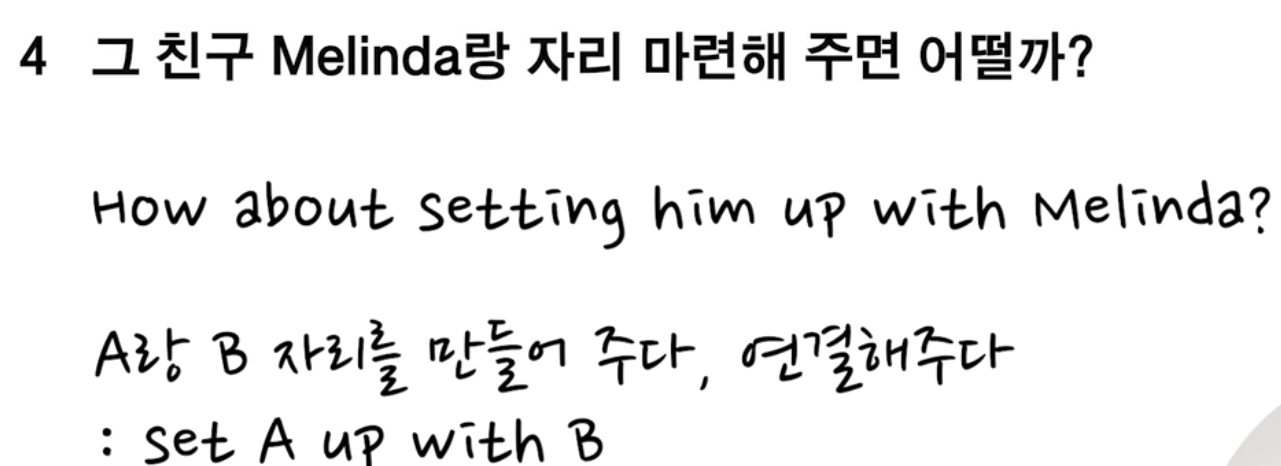 4 그 친구 Melinda랑 자리 마련해 주면 어떨까?
How about setting him up with Melinda?
A랑 B 자리를 만들어 주다, 연결해주다
: set A up with B